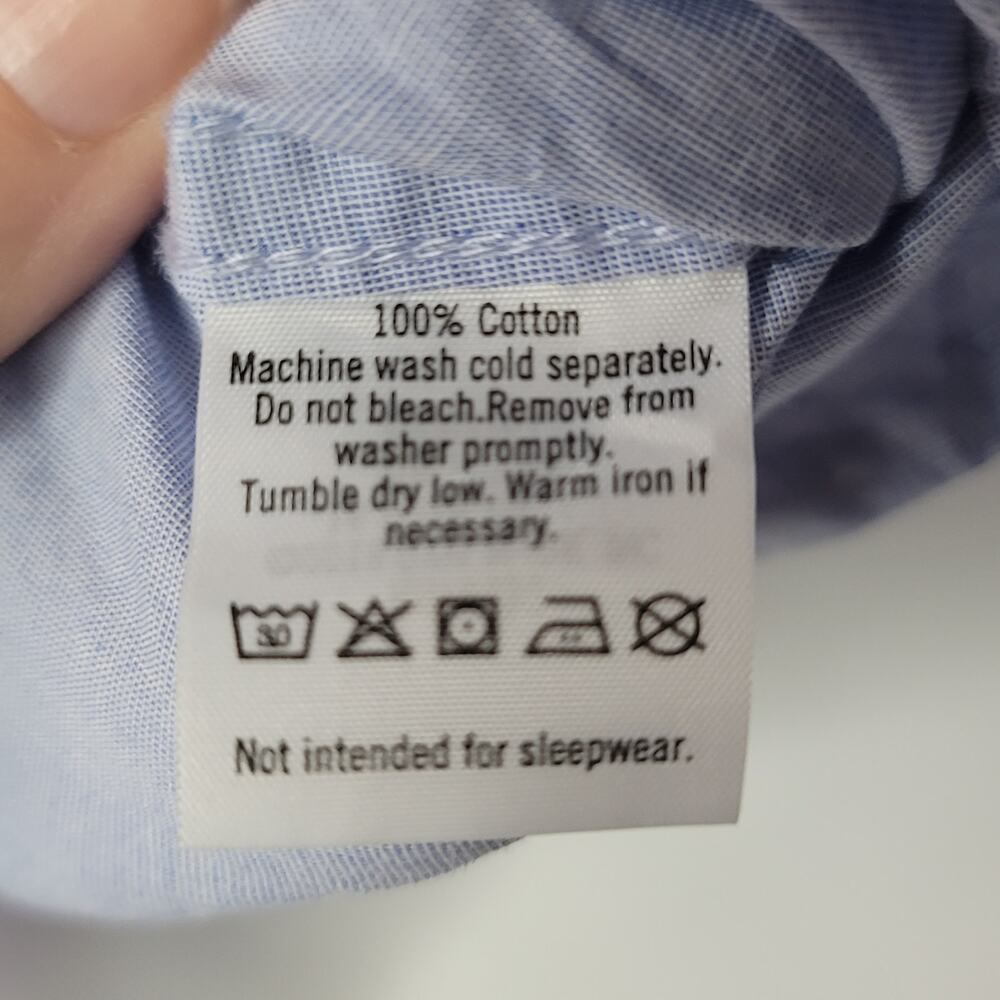 100% Cotton
Machine wash cold separately.
Do not bleach.Remove from
washer promptly.
Tumble dry low. Warm iron if
necessary.
30
Not intended for sleepwear.